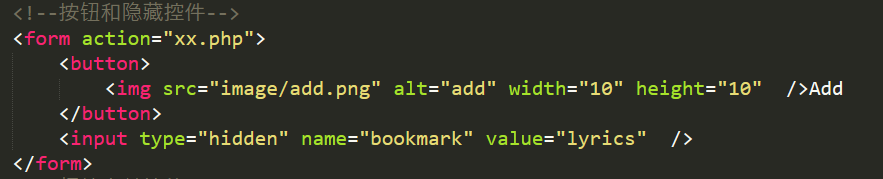 <!--按钮和隐藏控件-->
<form action="xx.php">
    <button>
        <img src="image/add.png" alt="add" width="10" height="10"  />Add
    </button>
    <input type="hidden" name="bookmark" value="lyrics"  />
</form>